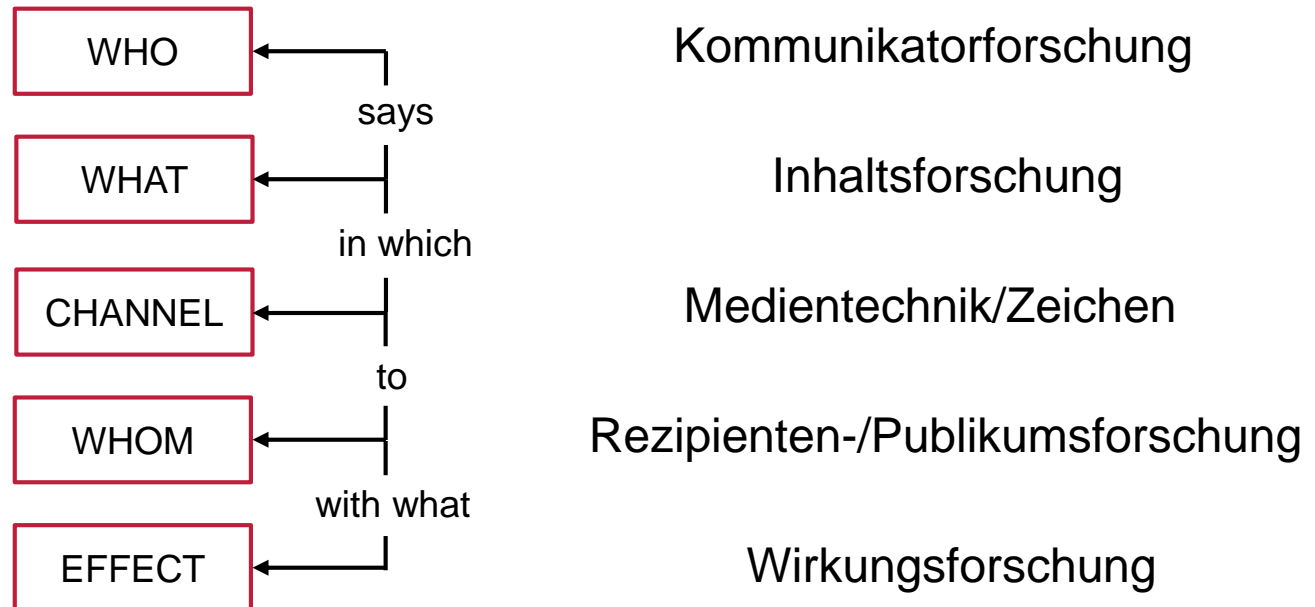 WHO
Kommunikatorforschung
says
WHAT
Inhaltsforschung
in which
CHANNEL
Medientechnik/Zeichen
to
WHOM
Rezipienten-/Publikumsforschung
with what
EFFECT
Wirkungsforschung